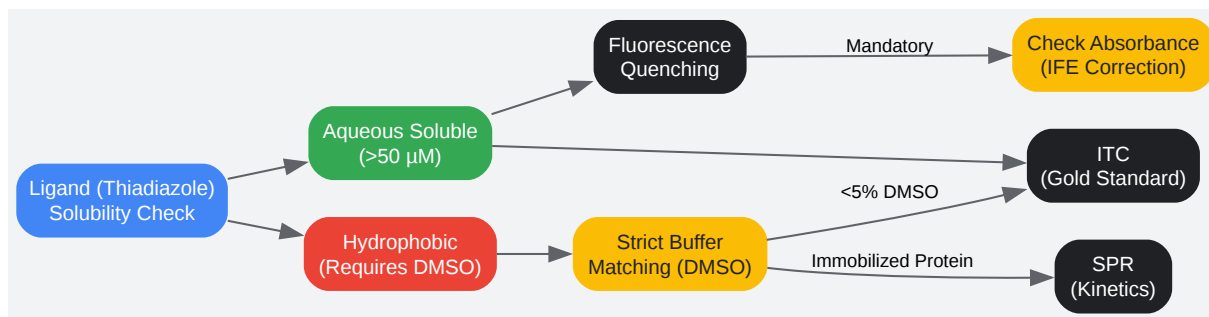 Fluorescence
Quenching
Mandatory
Check Absorbance
(IFE Correction)
Aqueous Soluble
(>50 µM)
ITC
(Gold Standard)
Ligand (Thiadiazole)
Solubility Check
<5% DMSO
Hydrophobic
(Requires DMSO)
Strict Buffer
Matching (DMSO)
Immobilized Protein
SPR
(Kinetics)